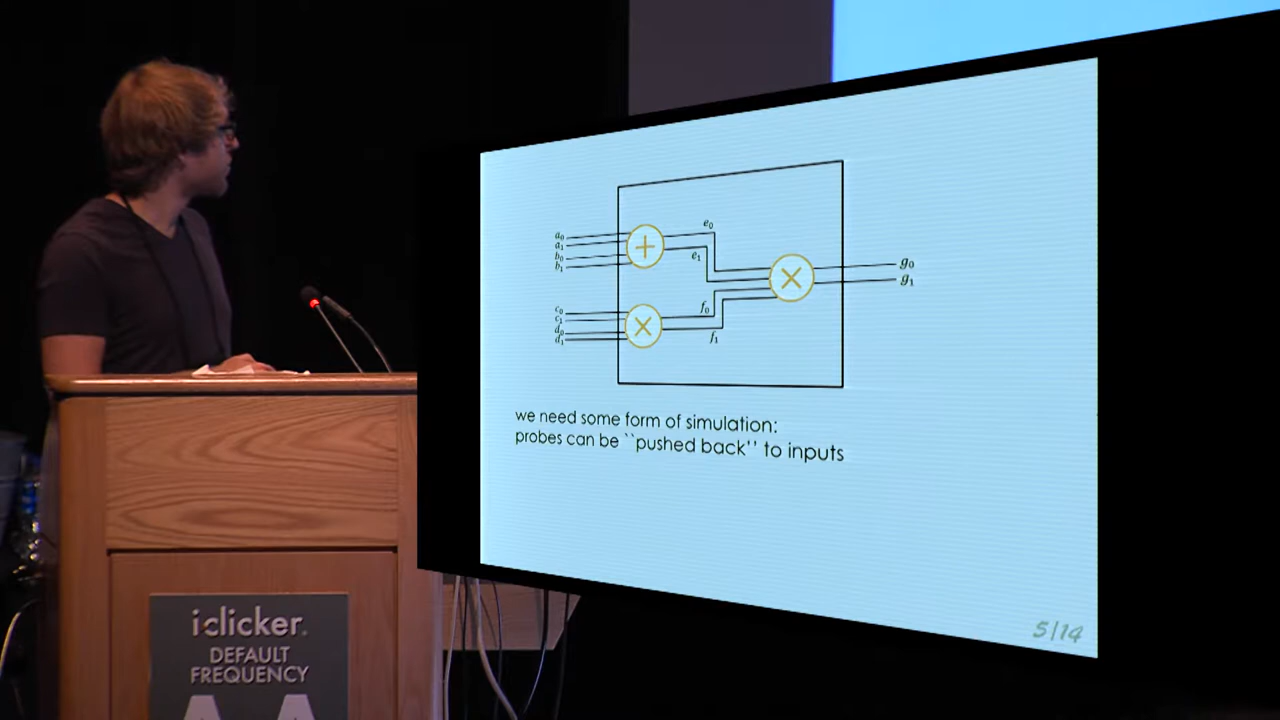 a₀
a₁
b₀
b₁
e₀
e₁
g₀
g₁
c₀
c₁
d₀
d₁
f₀
f₁
we need some form of simulation:
probes can be ``pushed back'' to inputs
5/14
iclicker.
DEFAULT
FREQUENCY
AA